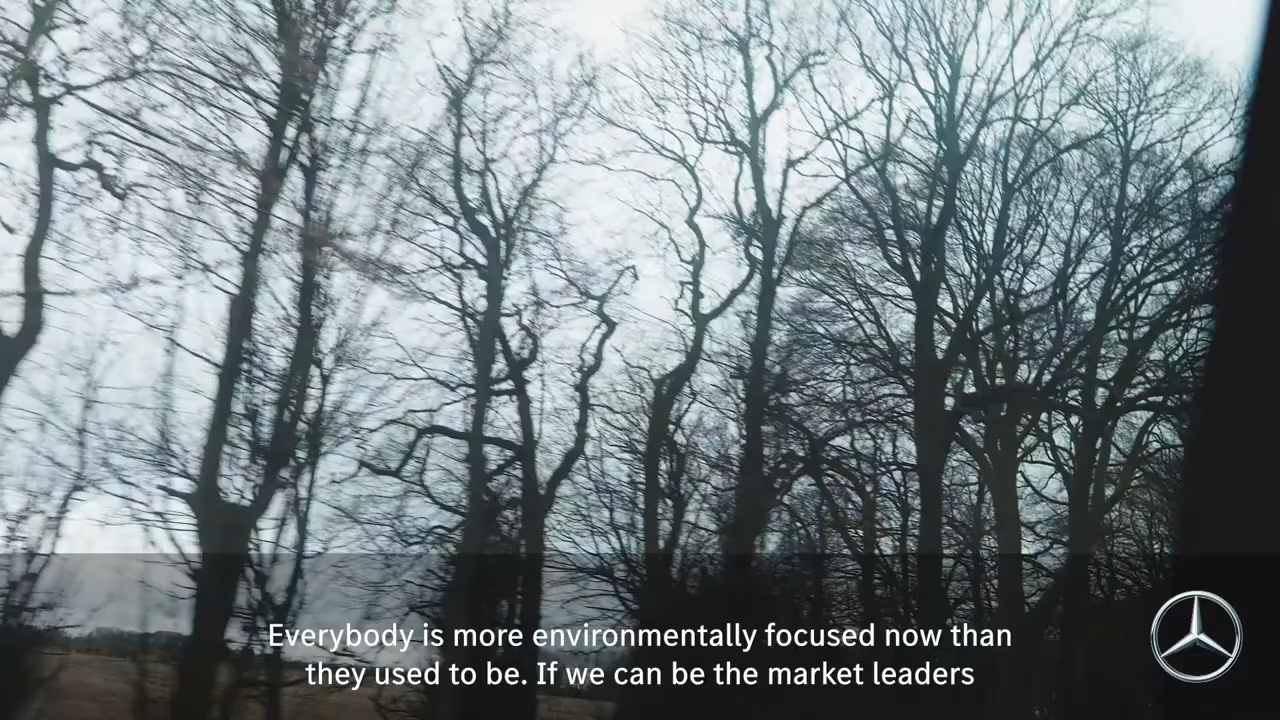 Everybody is more environmentally focused now than
they used to be. If we can be the market leaders